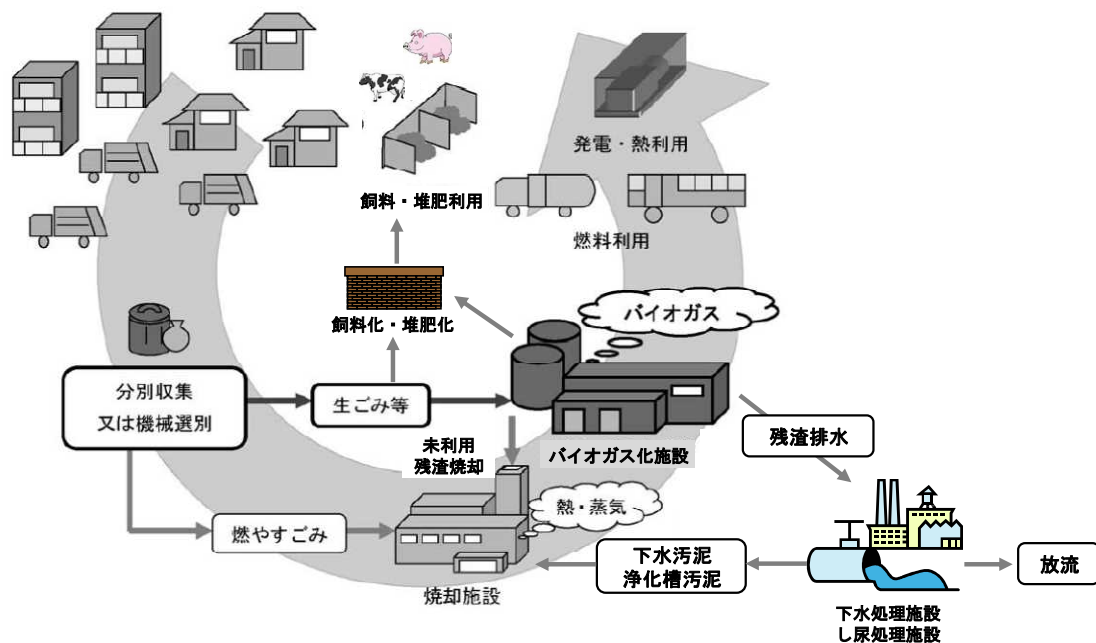 発電・熱利用
飼料・堆肥利用
燃料利用
バイオガス
飼料化・堆肥化
分別収集
又は機械選別
生ごみ等
未利用
残渣焼却
バイオガス化施設
残渣排水
熱・蒸気
燃やすごみ
焼却施設
下水汚泥
浄化槽汚泥
放流
下水処理施設
し尿処理施設